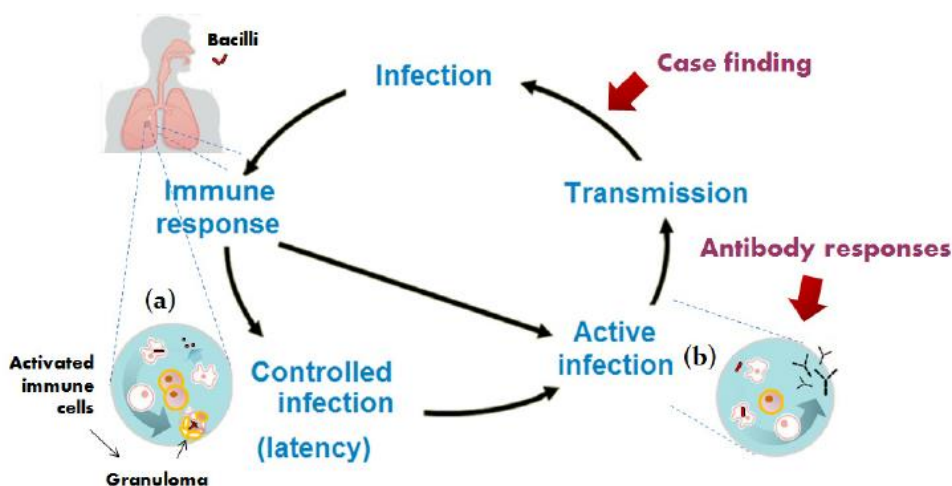 Bacilli
Infection
Case finding
Immune
response
Transmission
Antibody responses
(a)
Active
infection
(b)
Activated
immune
cells
Controlled
infection
(latency)
Granuloma